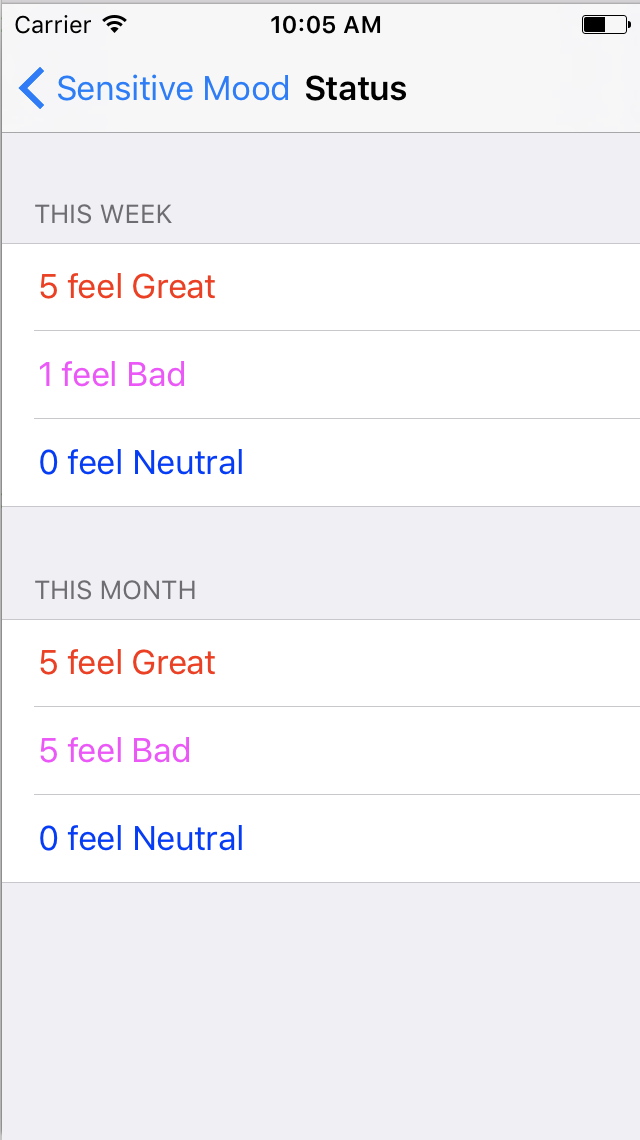 Carrier 10:05 AM
Sensitive Mood Status
THIS WEEK
5 feel Great
1 feel Bad
0 feel Neutral
THIS MONTH
5 feel Great
5 feel Bad
0 feel Neutral